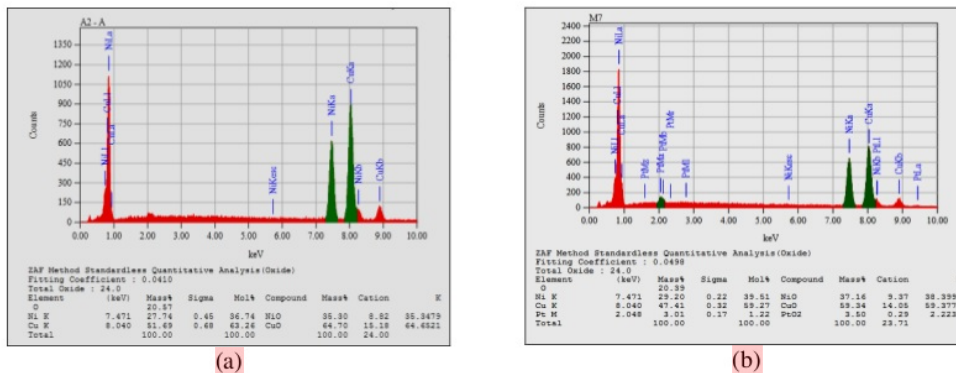 A2 - A
1350
1200
1050
900
750
600
450
300
150
0
Counts
NiLl
CuLl
NiLa
CuLa
NiKesc
NiKa
CuKa
NiKb
CuKb
0.00 1.00 2.00 3.00 4.00 5.00 6.00 7.00 8.00 9.00 10.00
keV
ZAF Method Standardless Quantitative Analysis(Oxide)
Fitting Coefficient : 0.0410
Total Oxide : 24.0
Element (keV) Mass% Sigma Mol% Compound Mass% Cation K
O 20.57
Ni K 7.471 27.74 0.45 36.74 NiO 35.30 8.82 35.3479
Cu K 8.040 51.69 0.68 63.26 CuO 64.70 15.18 64.6521
Total 100.00 100.00 100.00 24.00
(a)
M7
2400
2200
2000
1800
1600
1400
1200
1000
800
600
400
200
0
Counts
NiLl
CuLl
NiLa
CuLa
PtMz
PtMa
PtMb
PtMr
PtMl
NiKesc
NiKa
CuKa
NiKb
PtLl
CuKb
PtLa
0.00 1.00 2.00 3.00 4.00 5.00 6.00 7.00 8.00 9.00 10.00
keV
ZAF Method Standardless Quantitative Analysis(Oxide)
Fitting Coefficient : 0.0498
Total Oxide : 24.0
Element (keV) Mass% Sigma Mol% Compound Mass% Cation
O 20.39
Ni K 7.471 29.20 0.22 39.51 NiO 37.16 9.37 38.399
Cu K 8.040 47.41 0.32 59.27 CuO 59.34 14.05 59.377
Pt M 2.048 3.01 0.17 1.22 PtO2 3.50 0.29 2.223
Total 100.00 100.00 100.00 23.71
(b)